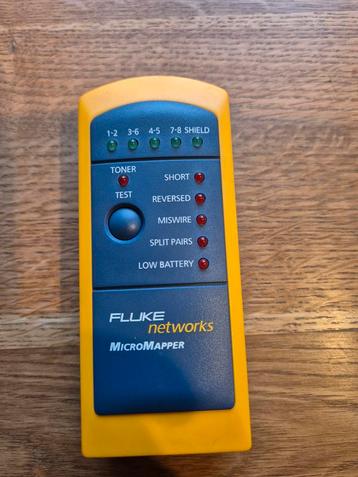 1-2 3-6 4-5 7-8 SHIELD
TONER
SHORT
TEST
REVERSED
MISWIRE
SPLIT PAIRS
LOW BATTERY
FLUKE
networks
MICROMAPPER